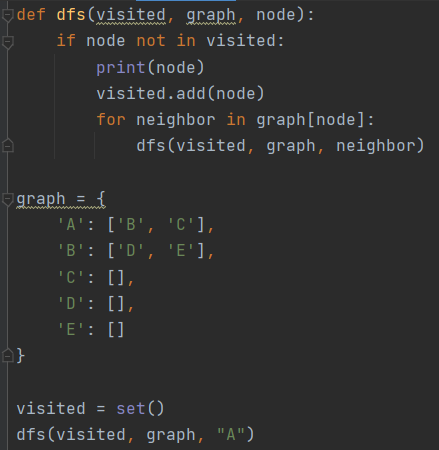 def dfs(visited, graph, node):
    if node not in visited:
        print(node)
        visited.add(node)
        for neighbor in graph[node]:
            dfs(visited, graph, neighbor)

graph = {
    'A': ['B', 'C'],
    'B': ['D', 'E'],
    'C': [],
    'D': [],
    'E': []
}

visited = set()
dfs(visited, graph, "A")